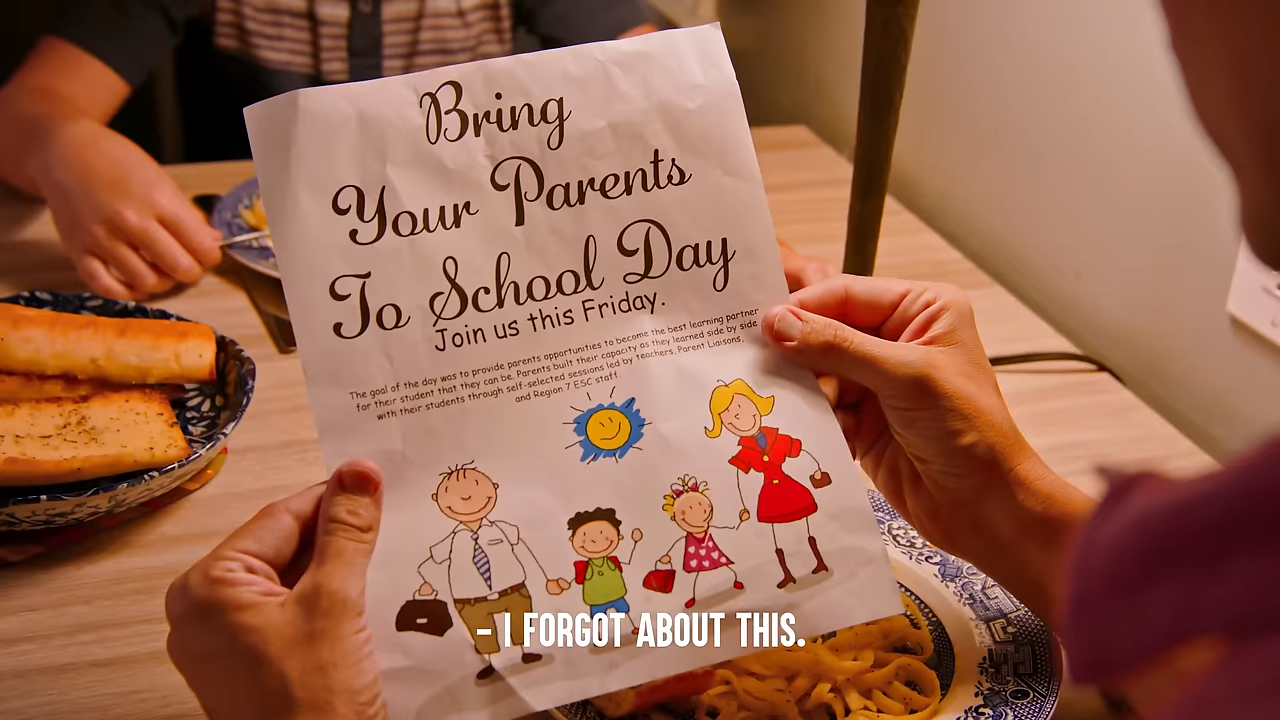 Bring
Your Parents
To School Day
Join us this Friday.
The goal of the day was to provide parents opportunities to become the best learning partner
for their student that they can be. Parents built their capacity as they learned side by side
with their students through self-selected sessions led by teachers, Parent Liaisons,
and Region 7 ESC staff.
- I FORGOT ABOUT THIS.